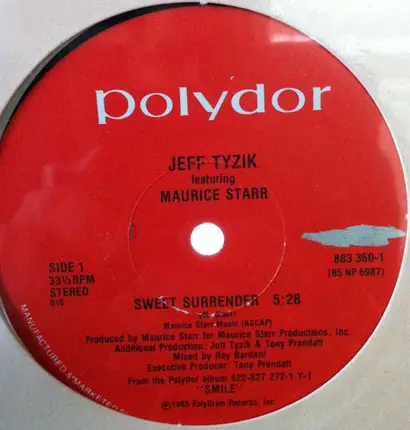 polydor
JEFF TYZIK
featuring
MAURICE STARR
883 360-1
(85 NP 6987)
SIDE 1
33⅓ RPM
STEREO
SWEET SURRENDER 5:28
Maurice Starr Music (ASCAP)
Produced by Maurice Starr for Maurice Starr Productions, Inc.
Additional Production: Jeff Tyzik & Tony Prendatt
Mixed by Ray Bardani
Executive Producer: Tony Prendatt
From the Polydor album 422-827 272-1 Y-1
"SMILE"
℗©1985 PolyGram Records, Inc.
MANUFACTURED & MARKETED